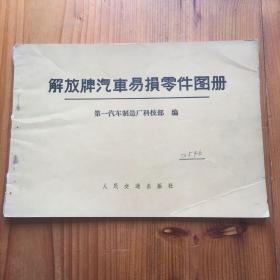 解放牌汽車易損零件图册
第一汽车制造厂科技部 编
人民交通出版社